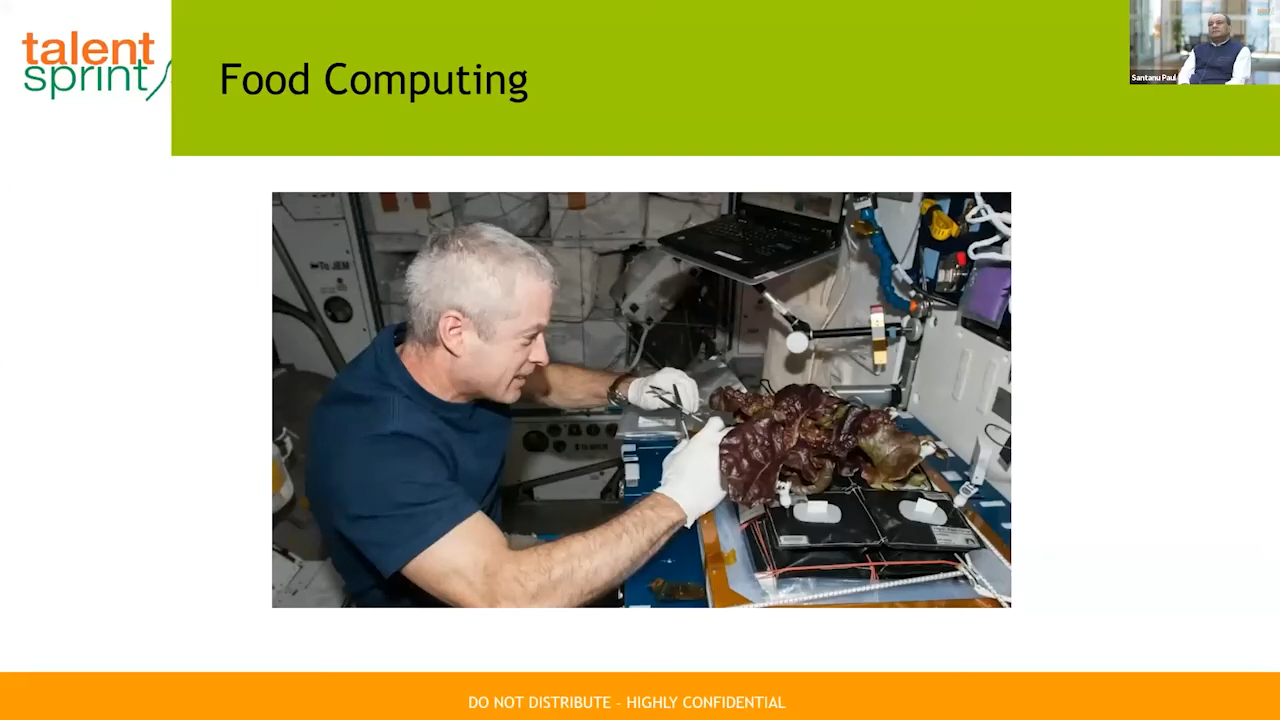 talent
sprint
Food Computing
Santanu Paul
To JEM
DO NOT DISTRIBUTE - HIGHLY CONFIDENTIAL